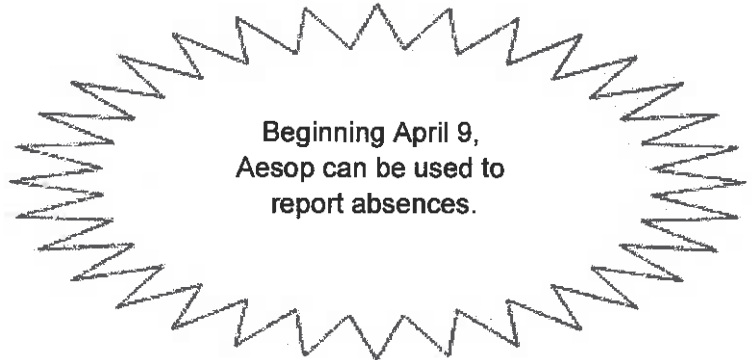 Beginning April 9,
Aesop can be used to
report absences.